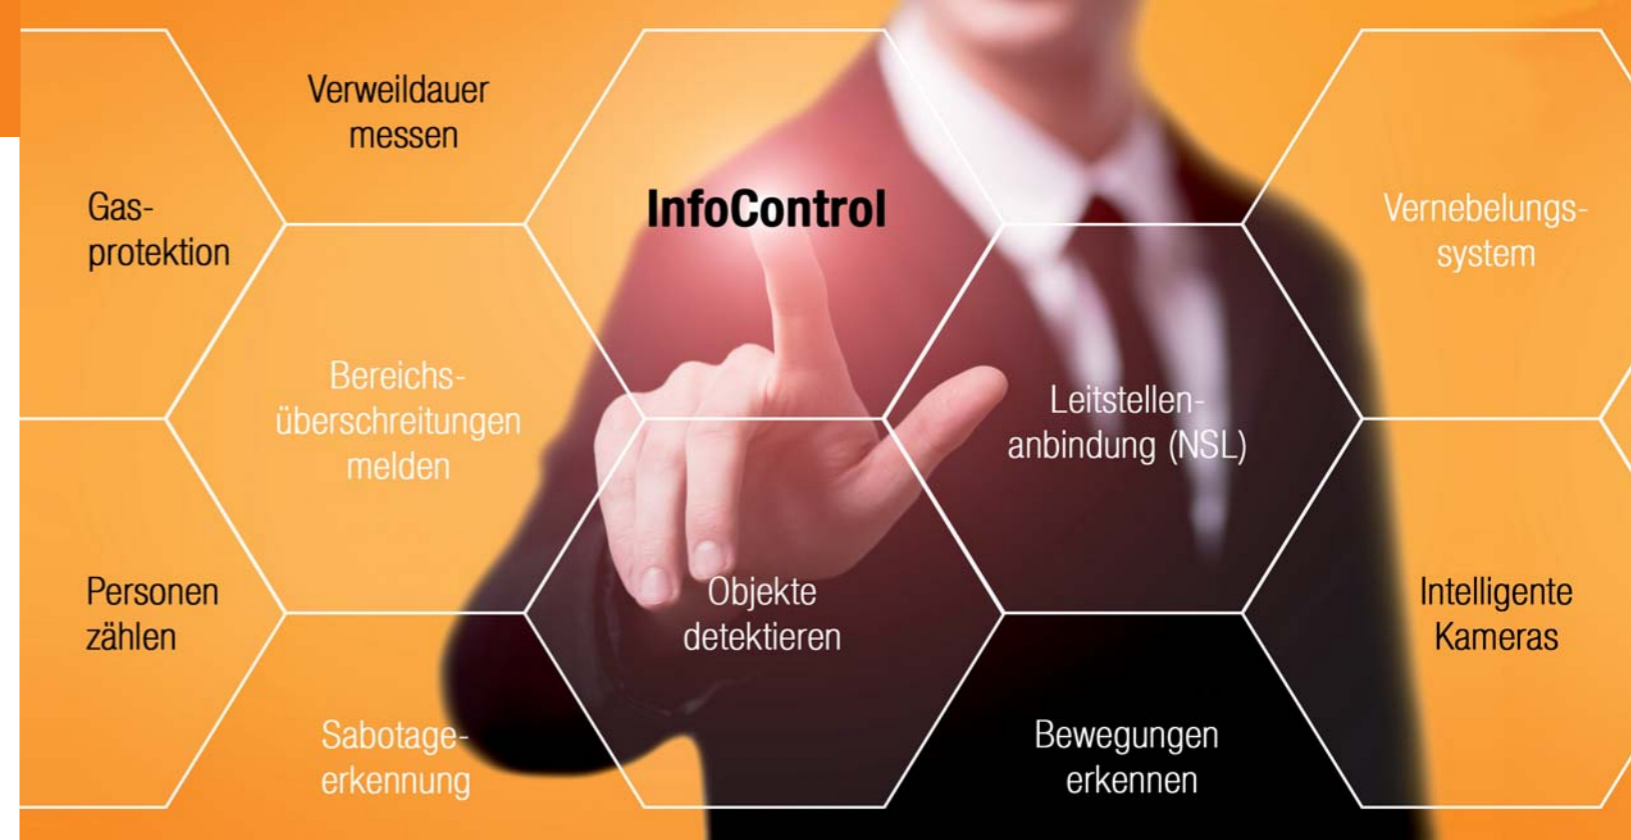 Verweildauer
messen
Gas-
protektion
InfoControl
Vernebelungs-
system
Bereichs-
überschreitungen
melden
Leitstellen-
anbindung (NSL)
Personen
zählen
Objekte
detektieren
Intelligente
Kameras
Sabotage-
erkennung
Bewegungen
erkennen